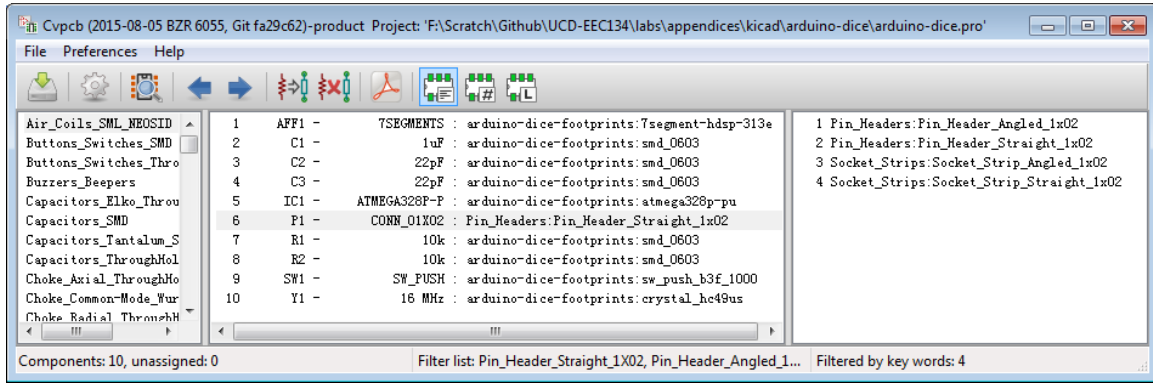 Cvpcb (2015-08-05 BZR 6055, Git fa29c62)-product Project: 'F:\Scratch\Github\UCD-EEC134\labs\appendices\kicad\arduino-dice\arduino-dice.pro'
File Preferences Help
Air_Coils_SML_NEOSID
Buttons_Switches_SMD
Buttons_Switches_Thro
Buzzers_Beepers
Capacitors_Elko_Throu
Capacitors_SMD
Capacitors_Tantalum_S
Capacitors_ThroughHol
Choke_Axial_ThroughHo
Choke_Common-Mode_Wur
Choke_Radial_ThroughH
1 AFF1 - 7SEGMENTS : arduino-dice-footprints:7segment-hdsp-313e
2 C1 - 1uF : arduino-dice-footprints:smd_0603
3 C2 - 22pF : arduino-dice-footprints:smd_0603
4 C3 - 22pF : arduino-dice-footprints:smd_0603
5 IC1 - ATMEGA328P-P : arduino-dice-footprints:atmega328p-pu
6 P1 - CONN_01X02 : Pin_Headers:Pin_Header_Straight_1x02
7 R1 - 10k : arduino-dice-footprints:smd_0603
8 R2 - 10k : arduino-dice-footprints:smd_0603
9 SW1 - SW_PUSH : arduino-dice-footprints:sw_push_b3f_1000
10 Y1 - 16 MHz : arduino-dice-footprints:crystal_hc49us
1 Pin_Headers:Pin_Header_Angled_1x02
2 Pin_Headers:Pin_Header_Straight_1x02
3 Socket_Strips:Socket_Strip_Angled_1x02
4 Socket_Strips:Socket_Strip_Straight_1x02
Components: 10, unassigned: 0
Filter list: Pin_Header_Straight_1X02, Pin_Header_Angled_1...
Filtered by key words: 4